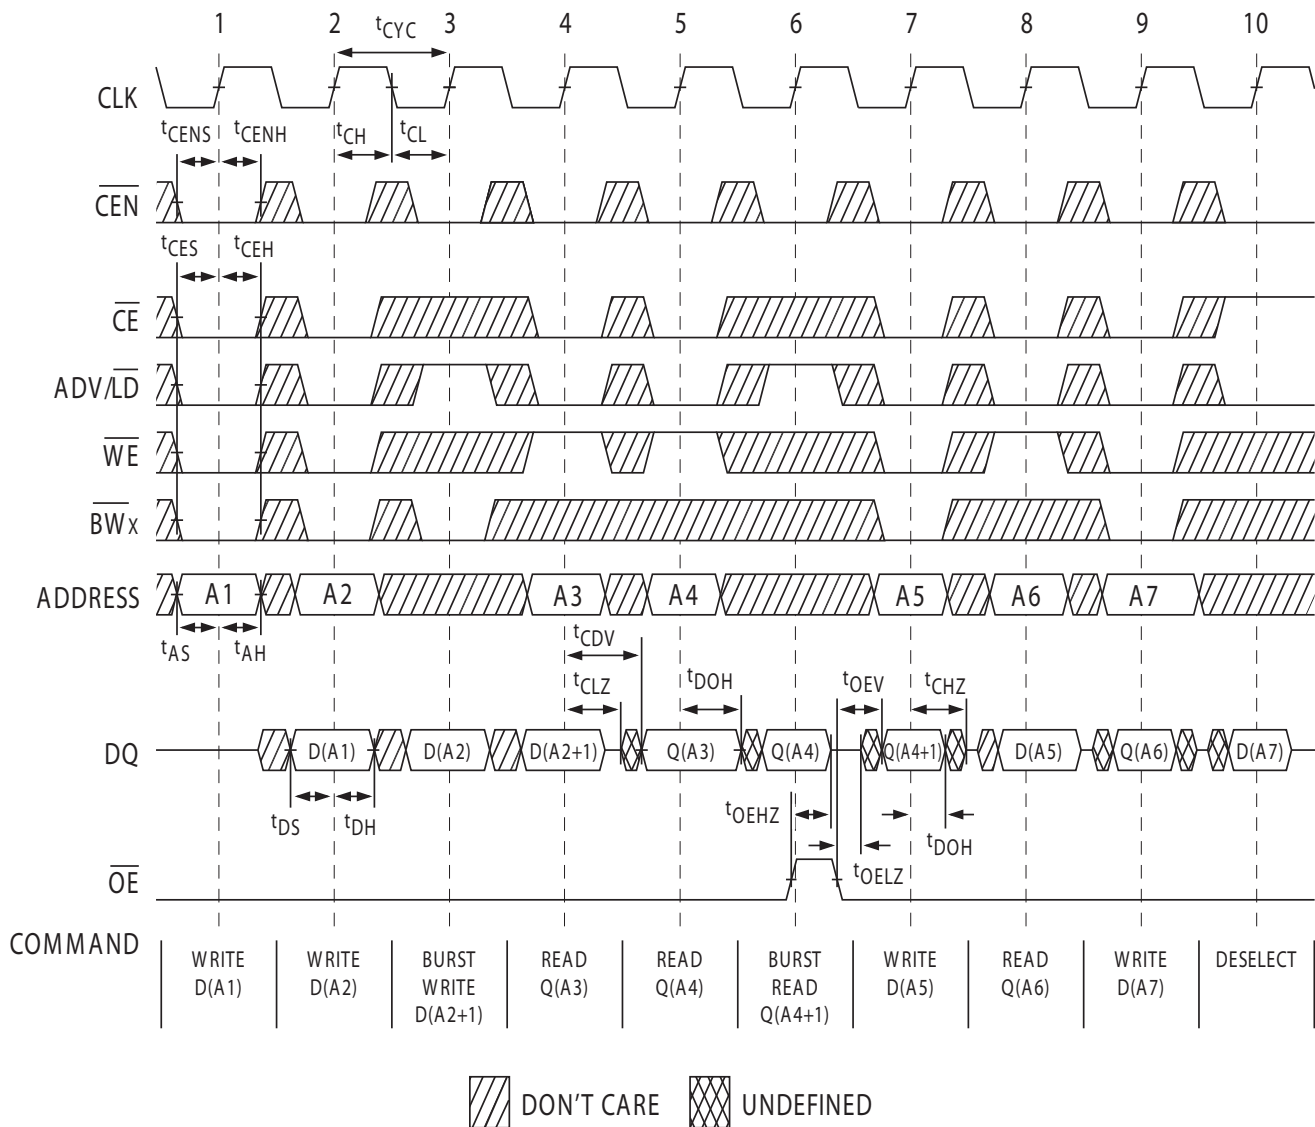 1 2 3 4 5 6 7 8 9 10
tCYC
CLK
tCENS tCENH tCH tCL
CEN
tCES tCEH
CE
ADV/LD
WE
BWx
ADDRESS A1 A2 A3 A4 A5 A6 A7
tAS tAH tCDV
tCLZ tDOH tOEV tCHZ
DQ D(A1) D(A2) D(A2+1) Q(A3) Q(A4) Q(A4+1) D(A5) Q(A6) D(A7)
tDS tDH tOEHZ tDOH
tOELZ
OE
COMMAND
WRITE WRITE BURST READ READ BURST WRITE READ WRITE DESELECT
D(A1) D(A2) WRITE Q(A3) Q(A4) READ D(A5) Q(A6) D(A7)
D(A2+1) Q(A4+1)
DON'T CARE UNDEFINED